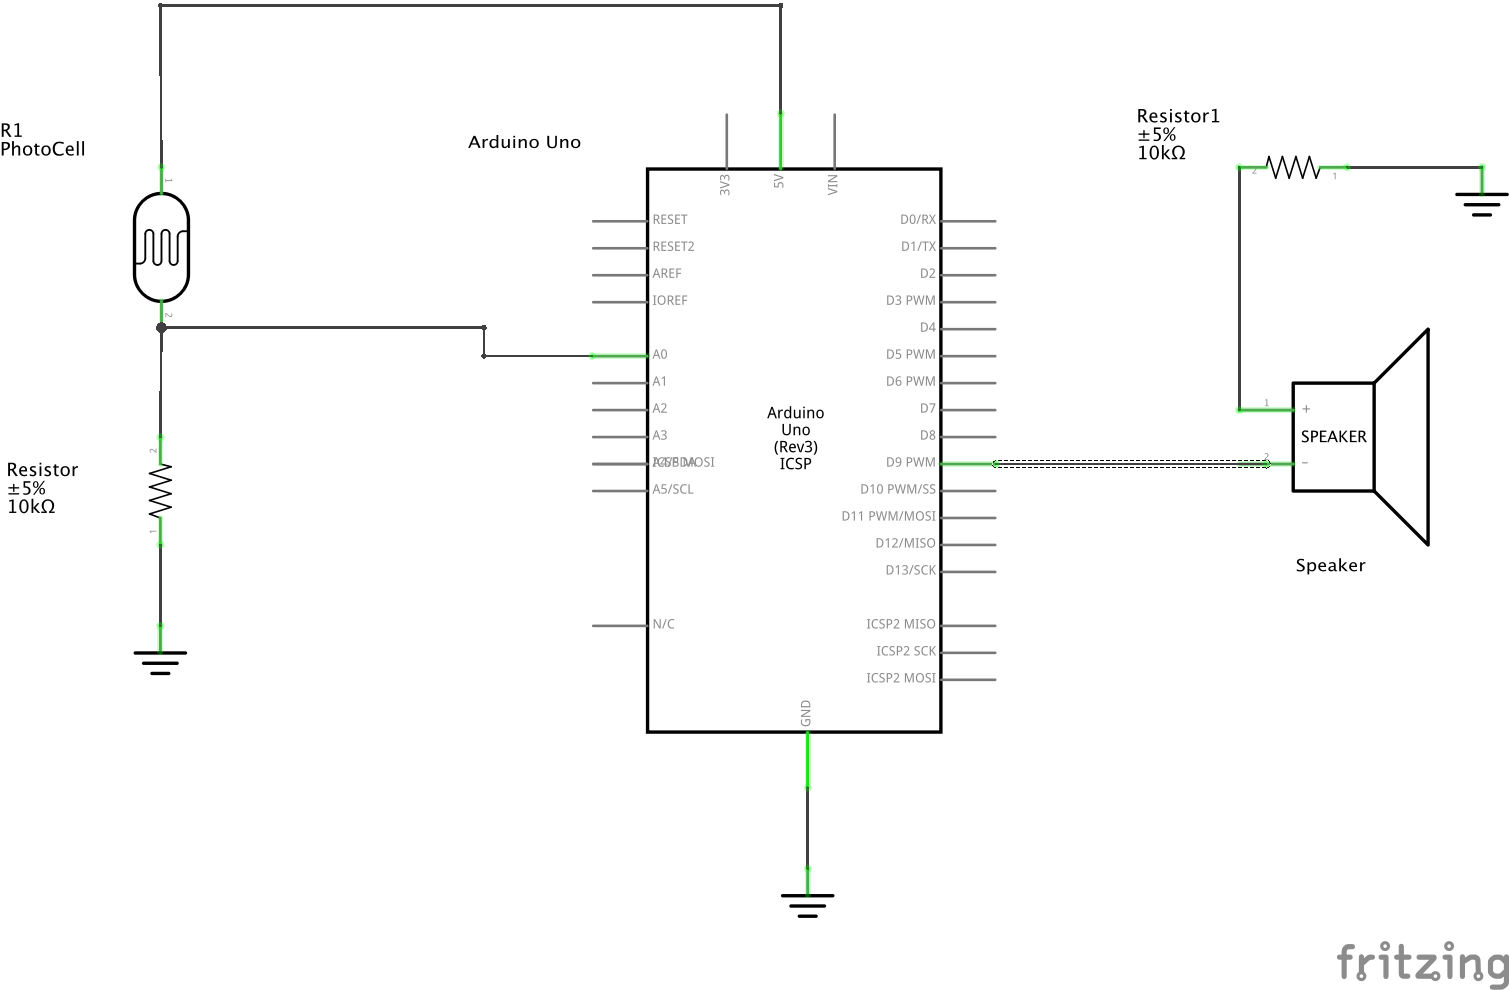 R1
PhotoCell
1
2
Resistor
±5%
10kΩ
2
1
Arduino Uno
3V3
5V
VIN
RESET
RESET2
AREF
IOREF
A0
A1
A2
A3
A5/SCL
N/C
Arduino
Uno
(Rev3)
ICSP
D0/RX
D1/TX
D2
D3 PWM
D4
D5 PWM
D6 PWM
D7
D8
D9 PWM
D10 PWM/SS
D11 PWM/MOSI
D12/MISO
D13/SCK
ICSP2 MISO
ICSP2 SCK
ICSP2 MOSI
GND
Resistor1
±5%
10kΩ
2
1
1
+
SPEAKER
2
−
Speaker
fritzing